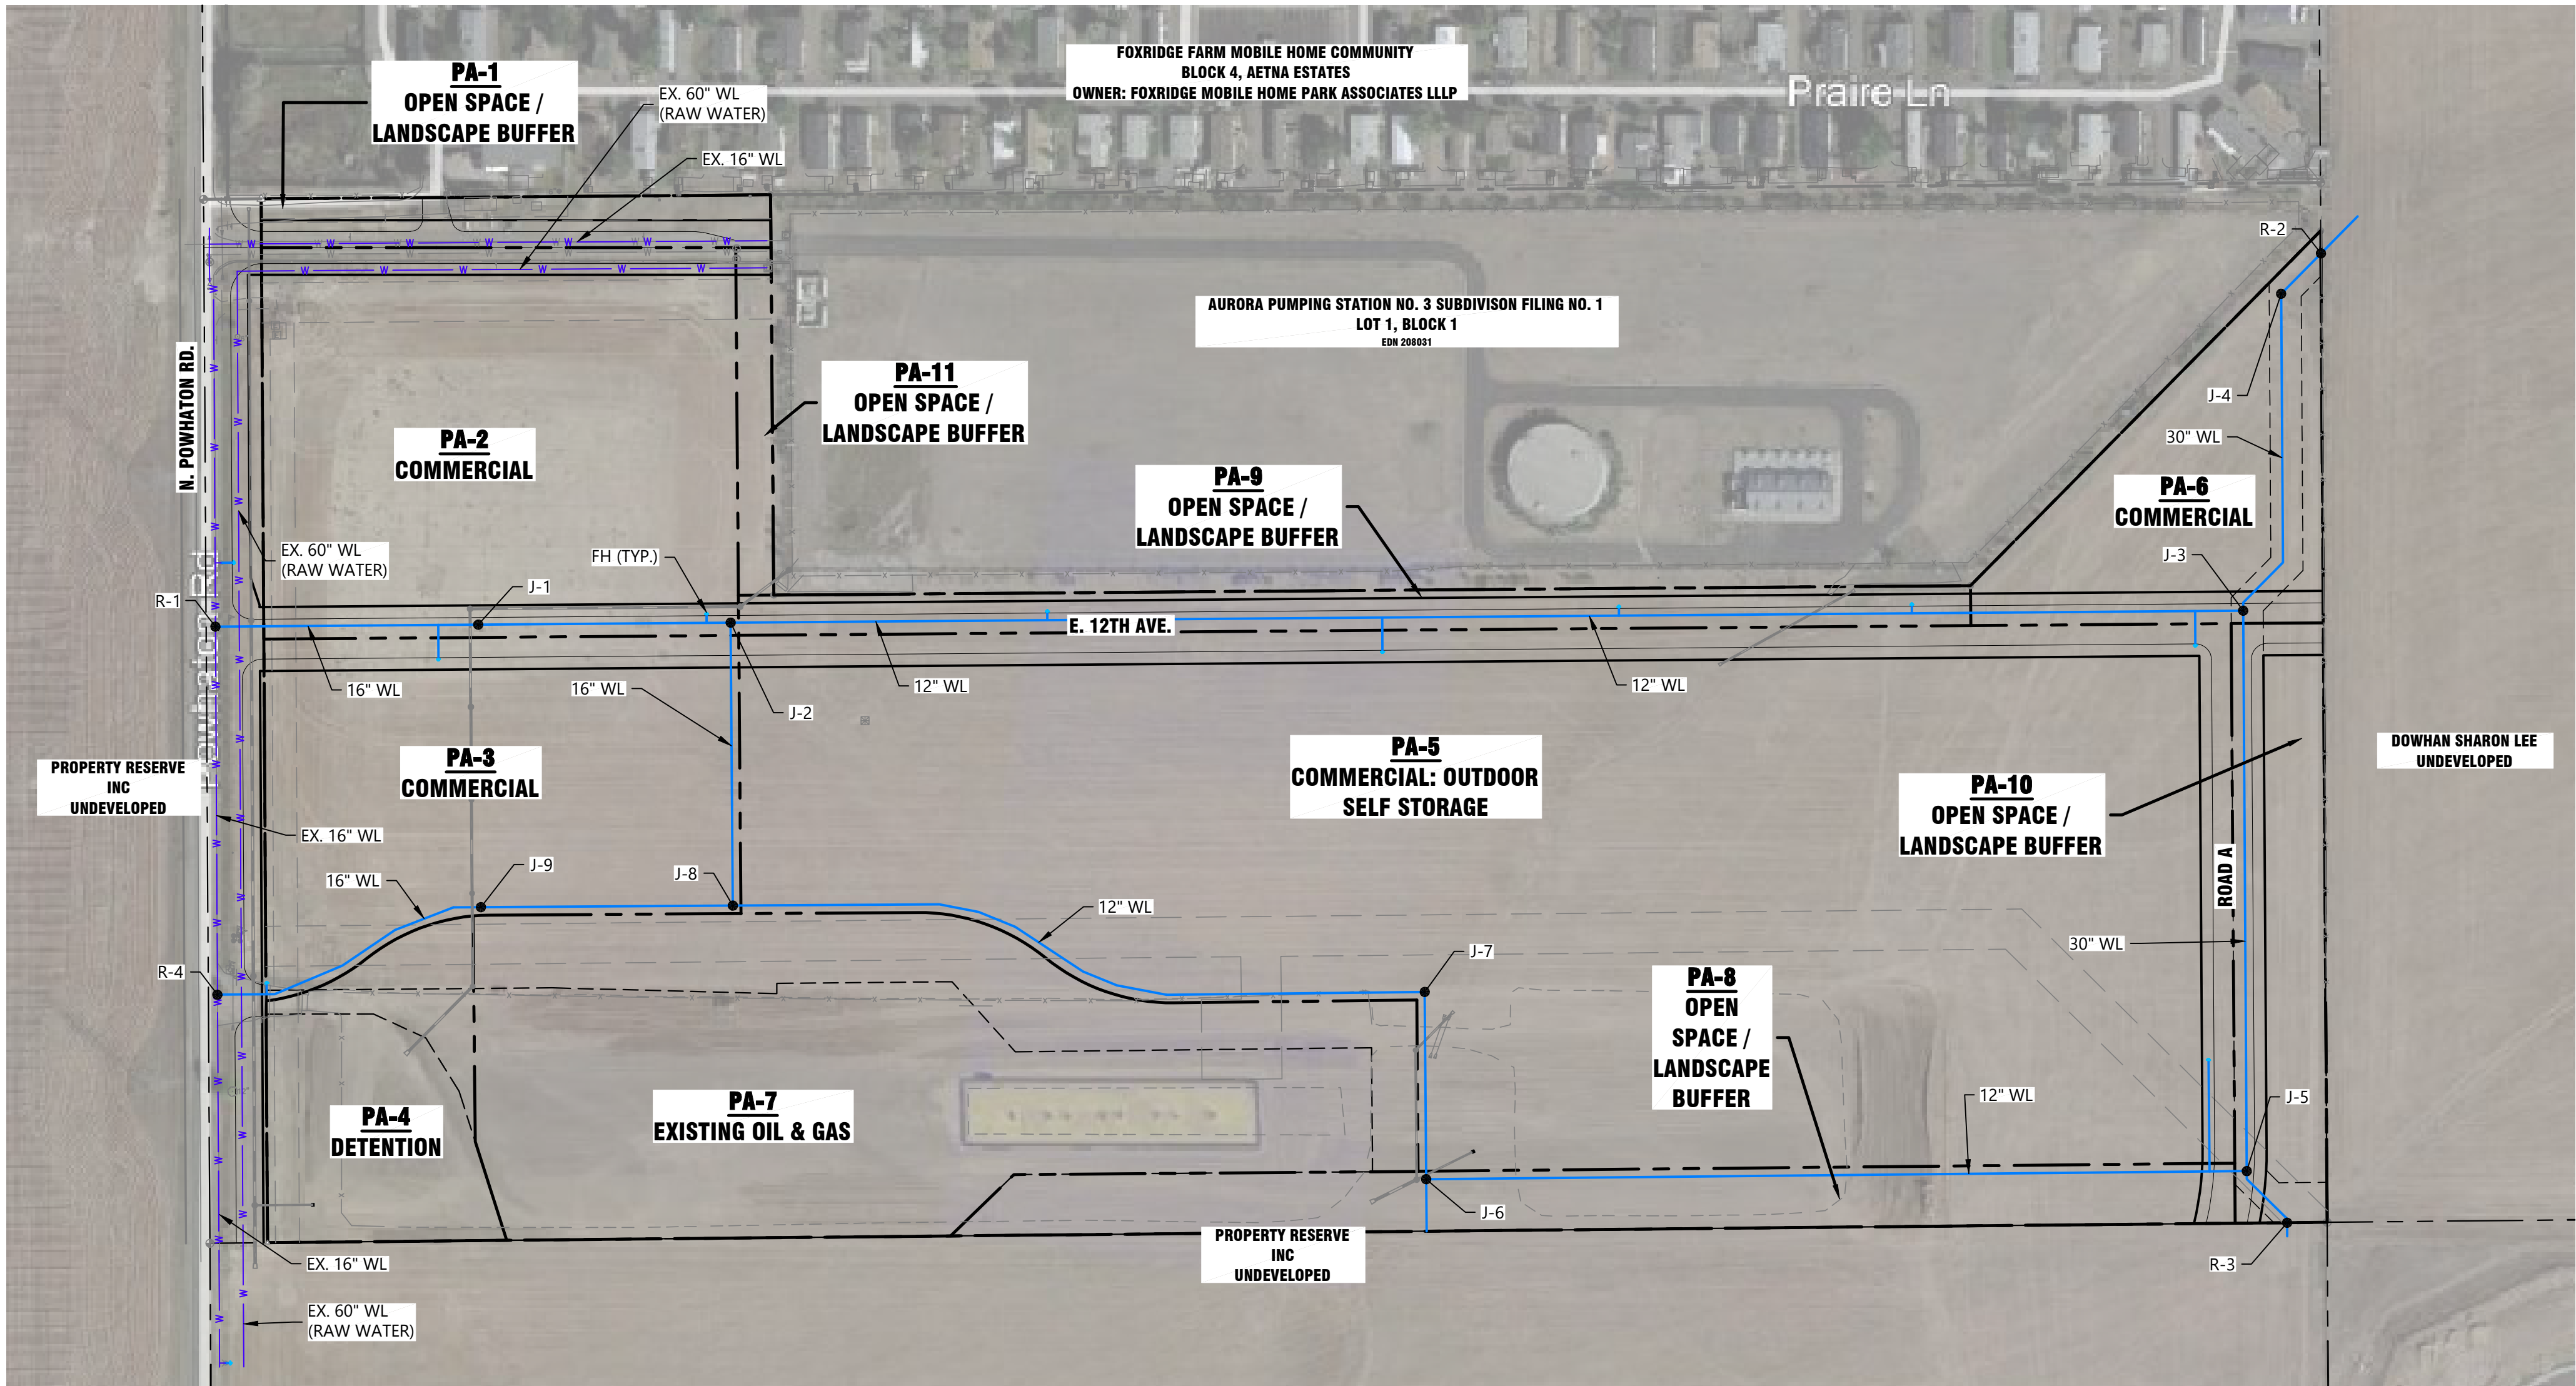 FOXRIDGE FARM MOBILE HOME COMMUNITY
BLOCK 4, AETNA ESTATES
OWNER: FOXRIDGE MOBILE HOME PARK ASSOCIATES LLLP
PA-1
OPEN SPACE /
LANDSCAPE BUFFER
EX. 60" WL
(RAW WATER)
EX. 16" WL
Praire Ln
R-2
AURORA PUMPING STATION NO. 3 SUBDIVISON FILING NO. 1
LOT 1, BLOCK 1
EDN 208031
N. POWHATON RD.
PA-11
OPEN SPACE /
LANDSCAPE BUFFER
J-4
30" WL
PA-2
COMMERCIAL
PA-9
OPEN SPACE /
LANDSCAPE BUFFER
PA-6
COMMERCIAL
EX. 60" WL
(RAW WATER)
FH (TYP.)
J-3
J-1
R-1
Powhaton Rd
E. 12TH AVE.
16" WL
16" WL
12" WL
12" WL
J-2
PA-3
COMMERCIAL
PA-5
COMMERCIAL: OUTDOOR
SELF STORAGE
DOWHAN SHARON LEE
UNDEVELOPED
PROPERTY RESERVE
INC
UNDEVELOPED
PA-10
OPEN SPACE /
LANDSCAPE BUFFER
EX. 16" WL
J-9
J-8
ROAD A
16" WL
12" WL
30" WL
J-7
R-4
PA-8
OPEN
SPACE /
LANDSCAPE
BUFFER
PA-4
DETENTION
PA-7
EXISTING OIL & GAS
12" WL
J-5
J-6
PROPERTY RESERVE
INC
UNDEVELOPED
EX. 16" WL
R-3
EX. 60" WL
(RAW WATER)